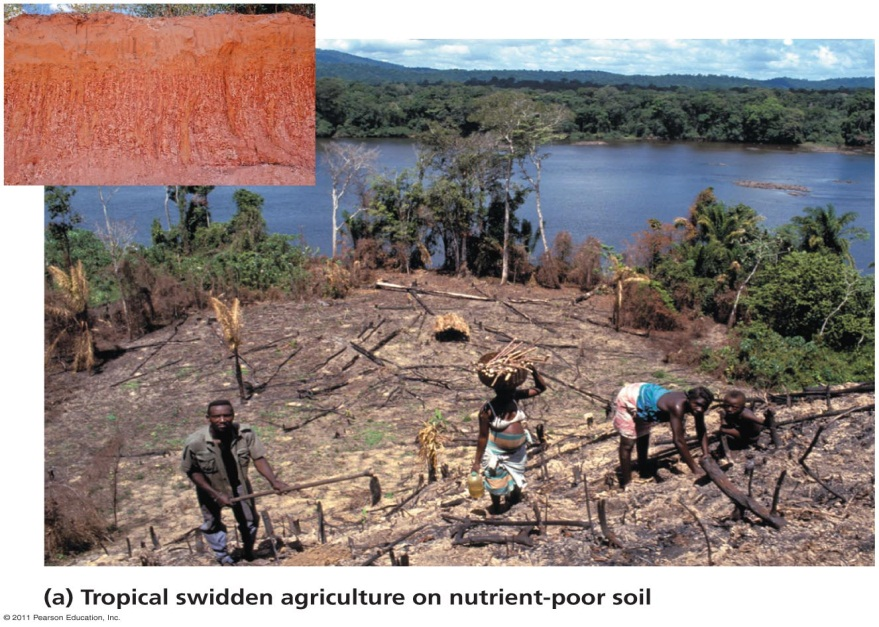 (a) Tropical swidden agriculture on nutrient-poor soil
© 2011 Pearson Education, Inc.